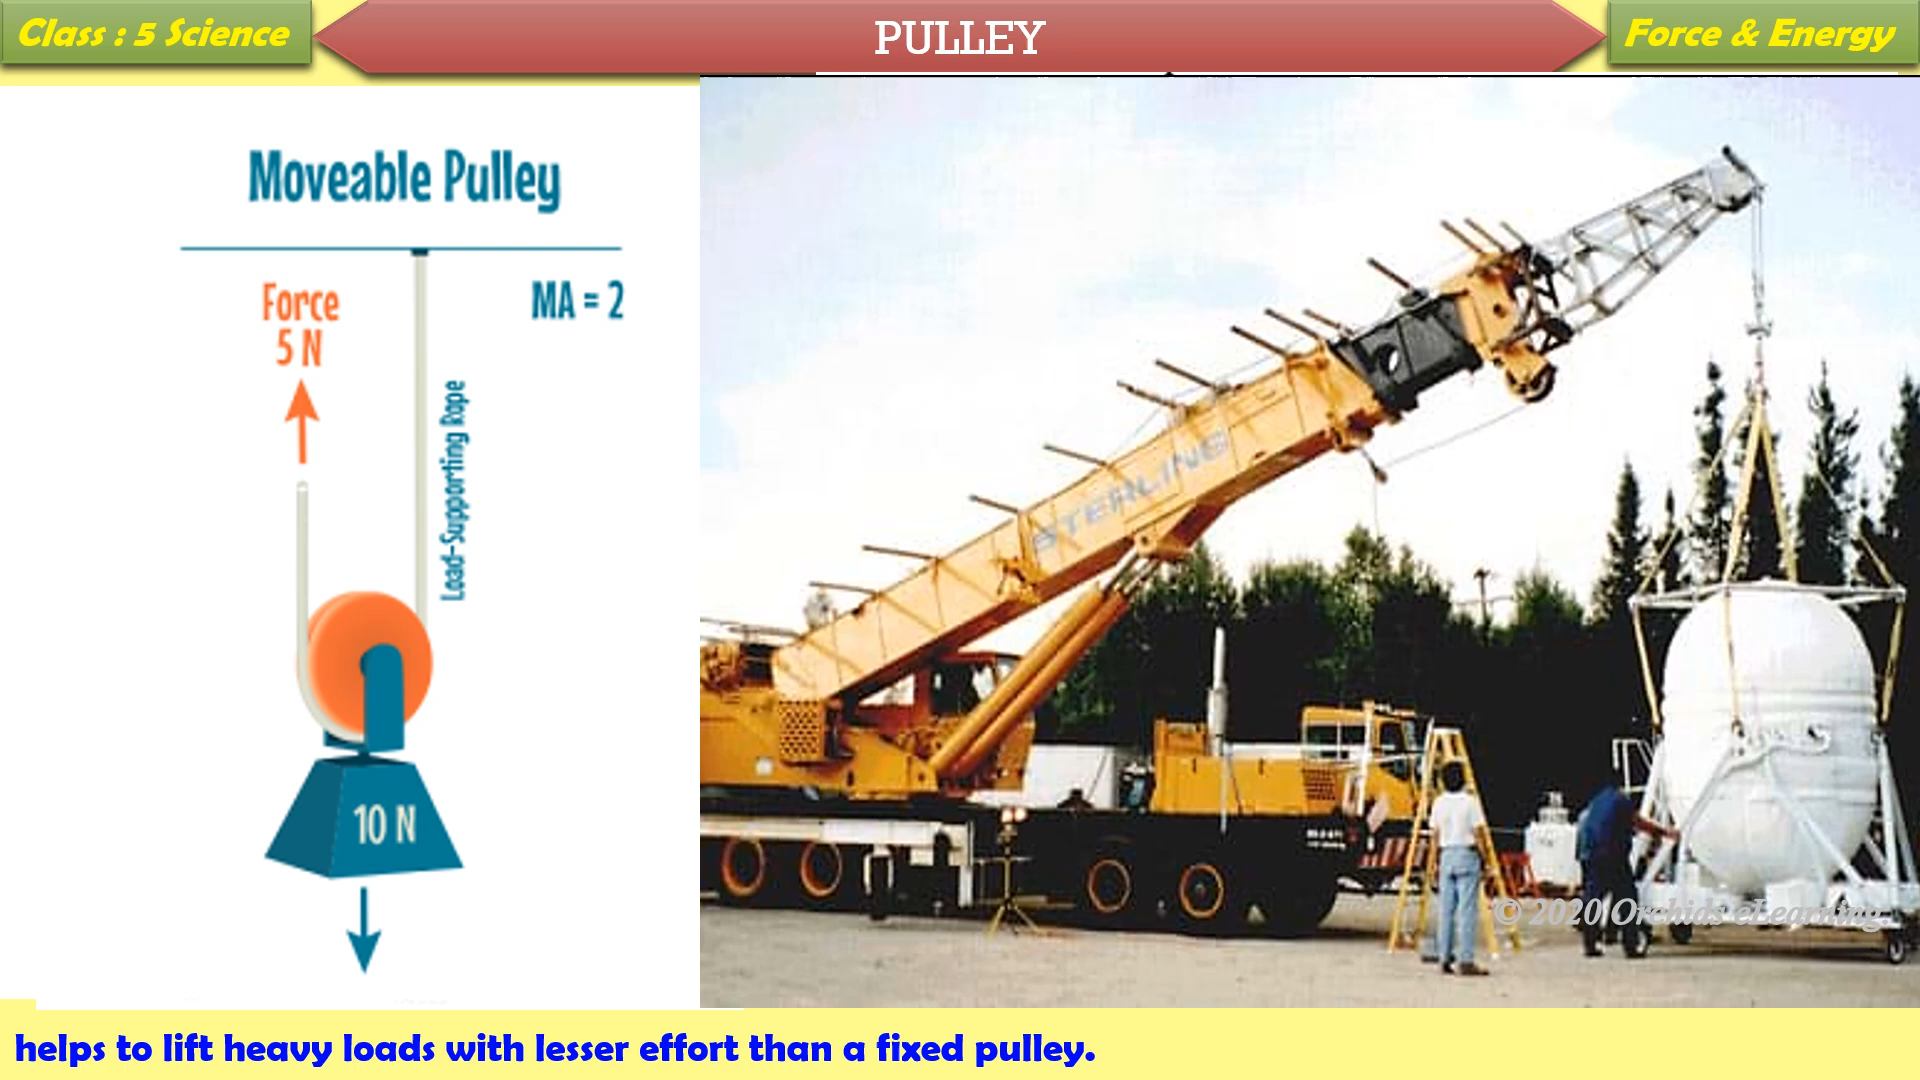 Class : 5 Science
PULLEY
Force & Energy
Moveable Pulley
Force
5 N
MA = 2
Load-Supporting Rope
10 N
STERLING
© 2020 Orchids eLearning.
helps to lift heavy loads with lesser effort than a fixed pulley.